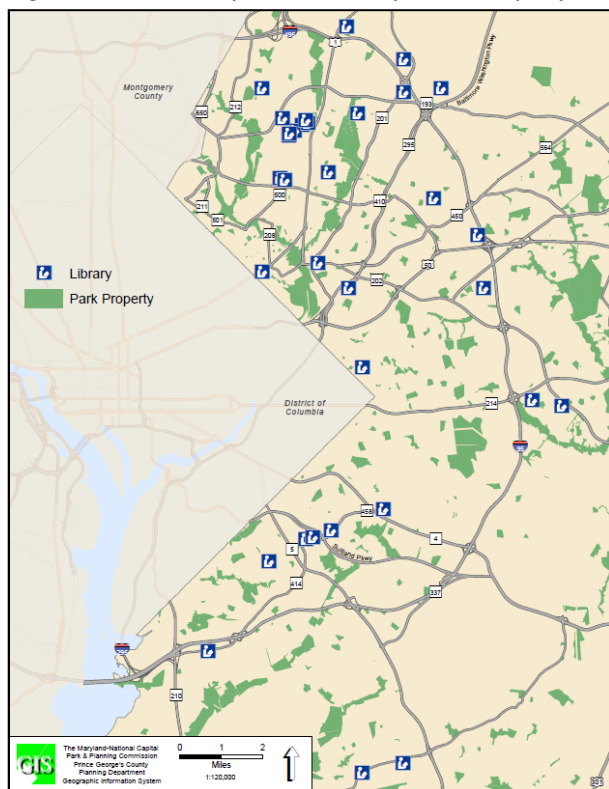 495
1
Montgomery
County
Baltimore Washington Pkwy
193
650
212
201
564
295
500
410
211
450
501
208
50
202
Library
Park Property
District of
Columbia
214
95
458
4
5
Suitland Pkwy
414
337
210
301
GIS
The Maryland-National Capital
Park & Planning Commission
Prince George's County
Planning Department
Geographic Information System
0 1 2
Miles
1:120,000